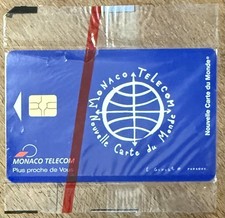 MONACO TELECOM
Nouvelle Carte du Monde
Nouvelle Carte du Monde
MONACO TELECOM
Plus proche de Vous